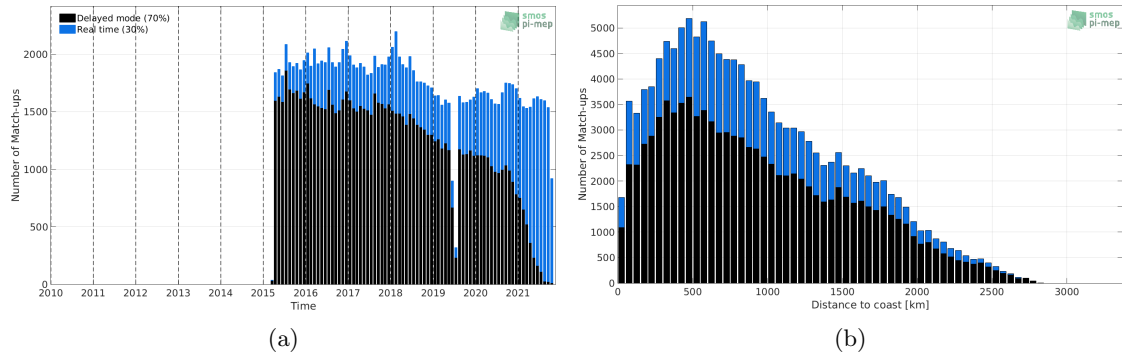 Delayed mode (70%)
Real time (30%)
smos
pi-mep
Number of Match-ups
2000
1500
1000
500
0
2010 2011 2012 2013 2014 2015 2016 2017 2018 2019 2020 2021
Time
(a)
smos
pi-mep
Number of Match-ups
5000
4500
4000
3500
3000
2500
2000
1500
1000
500
0
0 500 1000 1500 2000 2500 3000
Distance to coast [km]
(b)